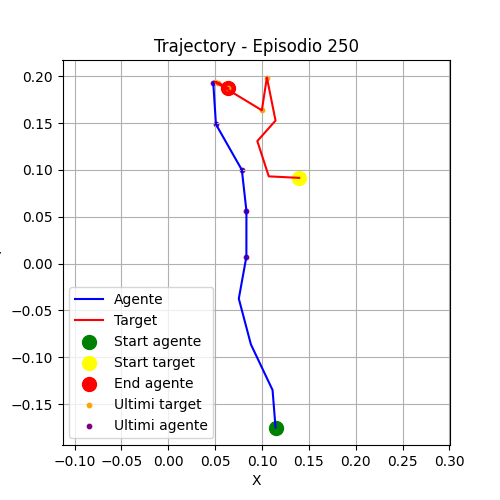 Trajectory - Episodio 250
0.20
0.15
0.10
0.05
0.00
−0.05
−0.10
−0.15
Agente
Target
Start agente
Start target
End agente
Ultimi target
Ultimi agente
−0.10 −0.05 0.00 0.05 0.10 0.15 0.20 0.25 0.30
X